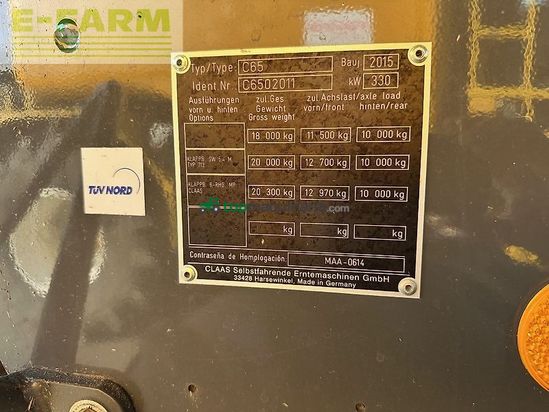 E-FARM
Typ/Type: C65 Bauj 2015
Ident.Nr. C6502011 kW 330
Ausführungen vorn u. hinten Options
zul. Ges Gewicht Gross weight
zul. Achslast/axle load vorn/front hinten/rear
18 000 kg 11 500 kg 10 000 kg
KLAPPB. SW 5 - M TYP 712 20 000 kg 12 700 kg 10 000 kg
KLAPPB. 6-RHG MP CLAAS 20 300 kg 12 970 kg 10 000 kg
kg kg kg
Contraseña de Homplogación: MAA-0614
CLAAS Selbstfahrende Erntemaschinen GmbH
33428 Harsewinkel, Made in Germany
TÜV NORD